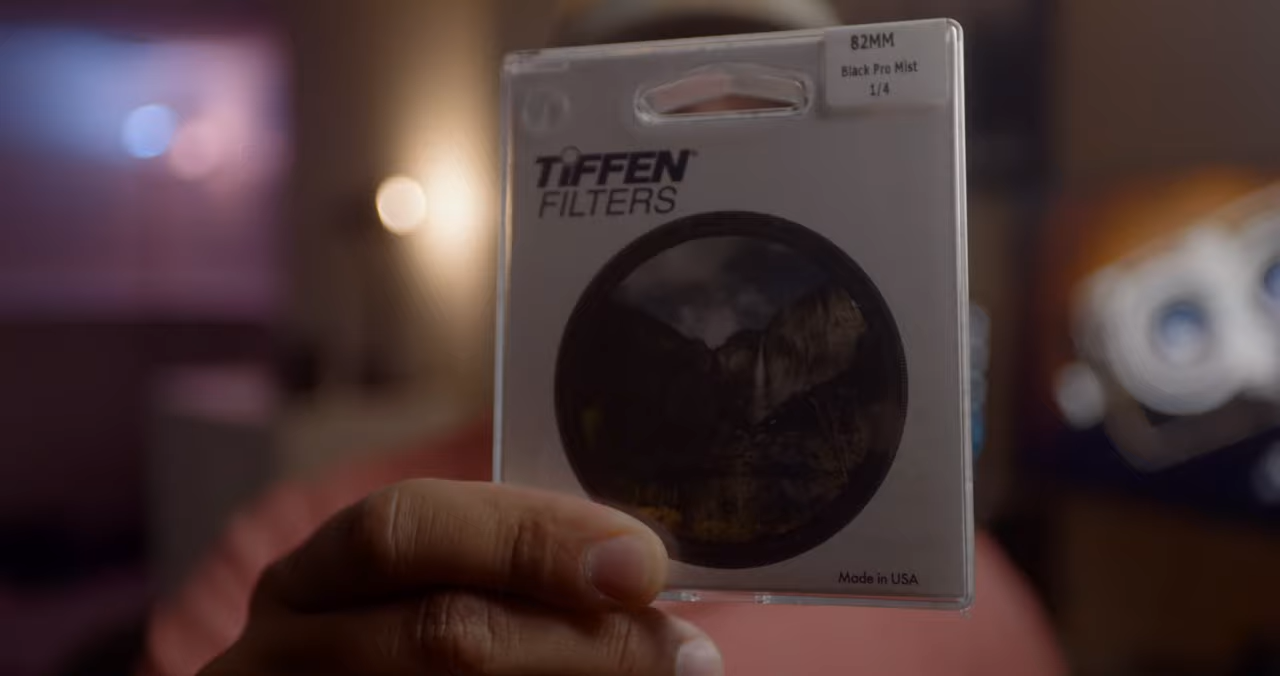 82MM
Black Pro Mist
1/4
TiFFEN
FILTERS
Made in USA